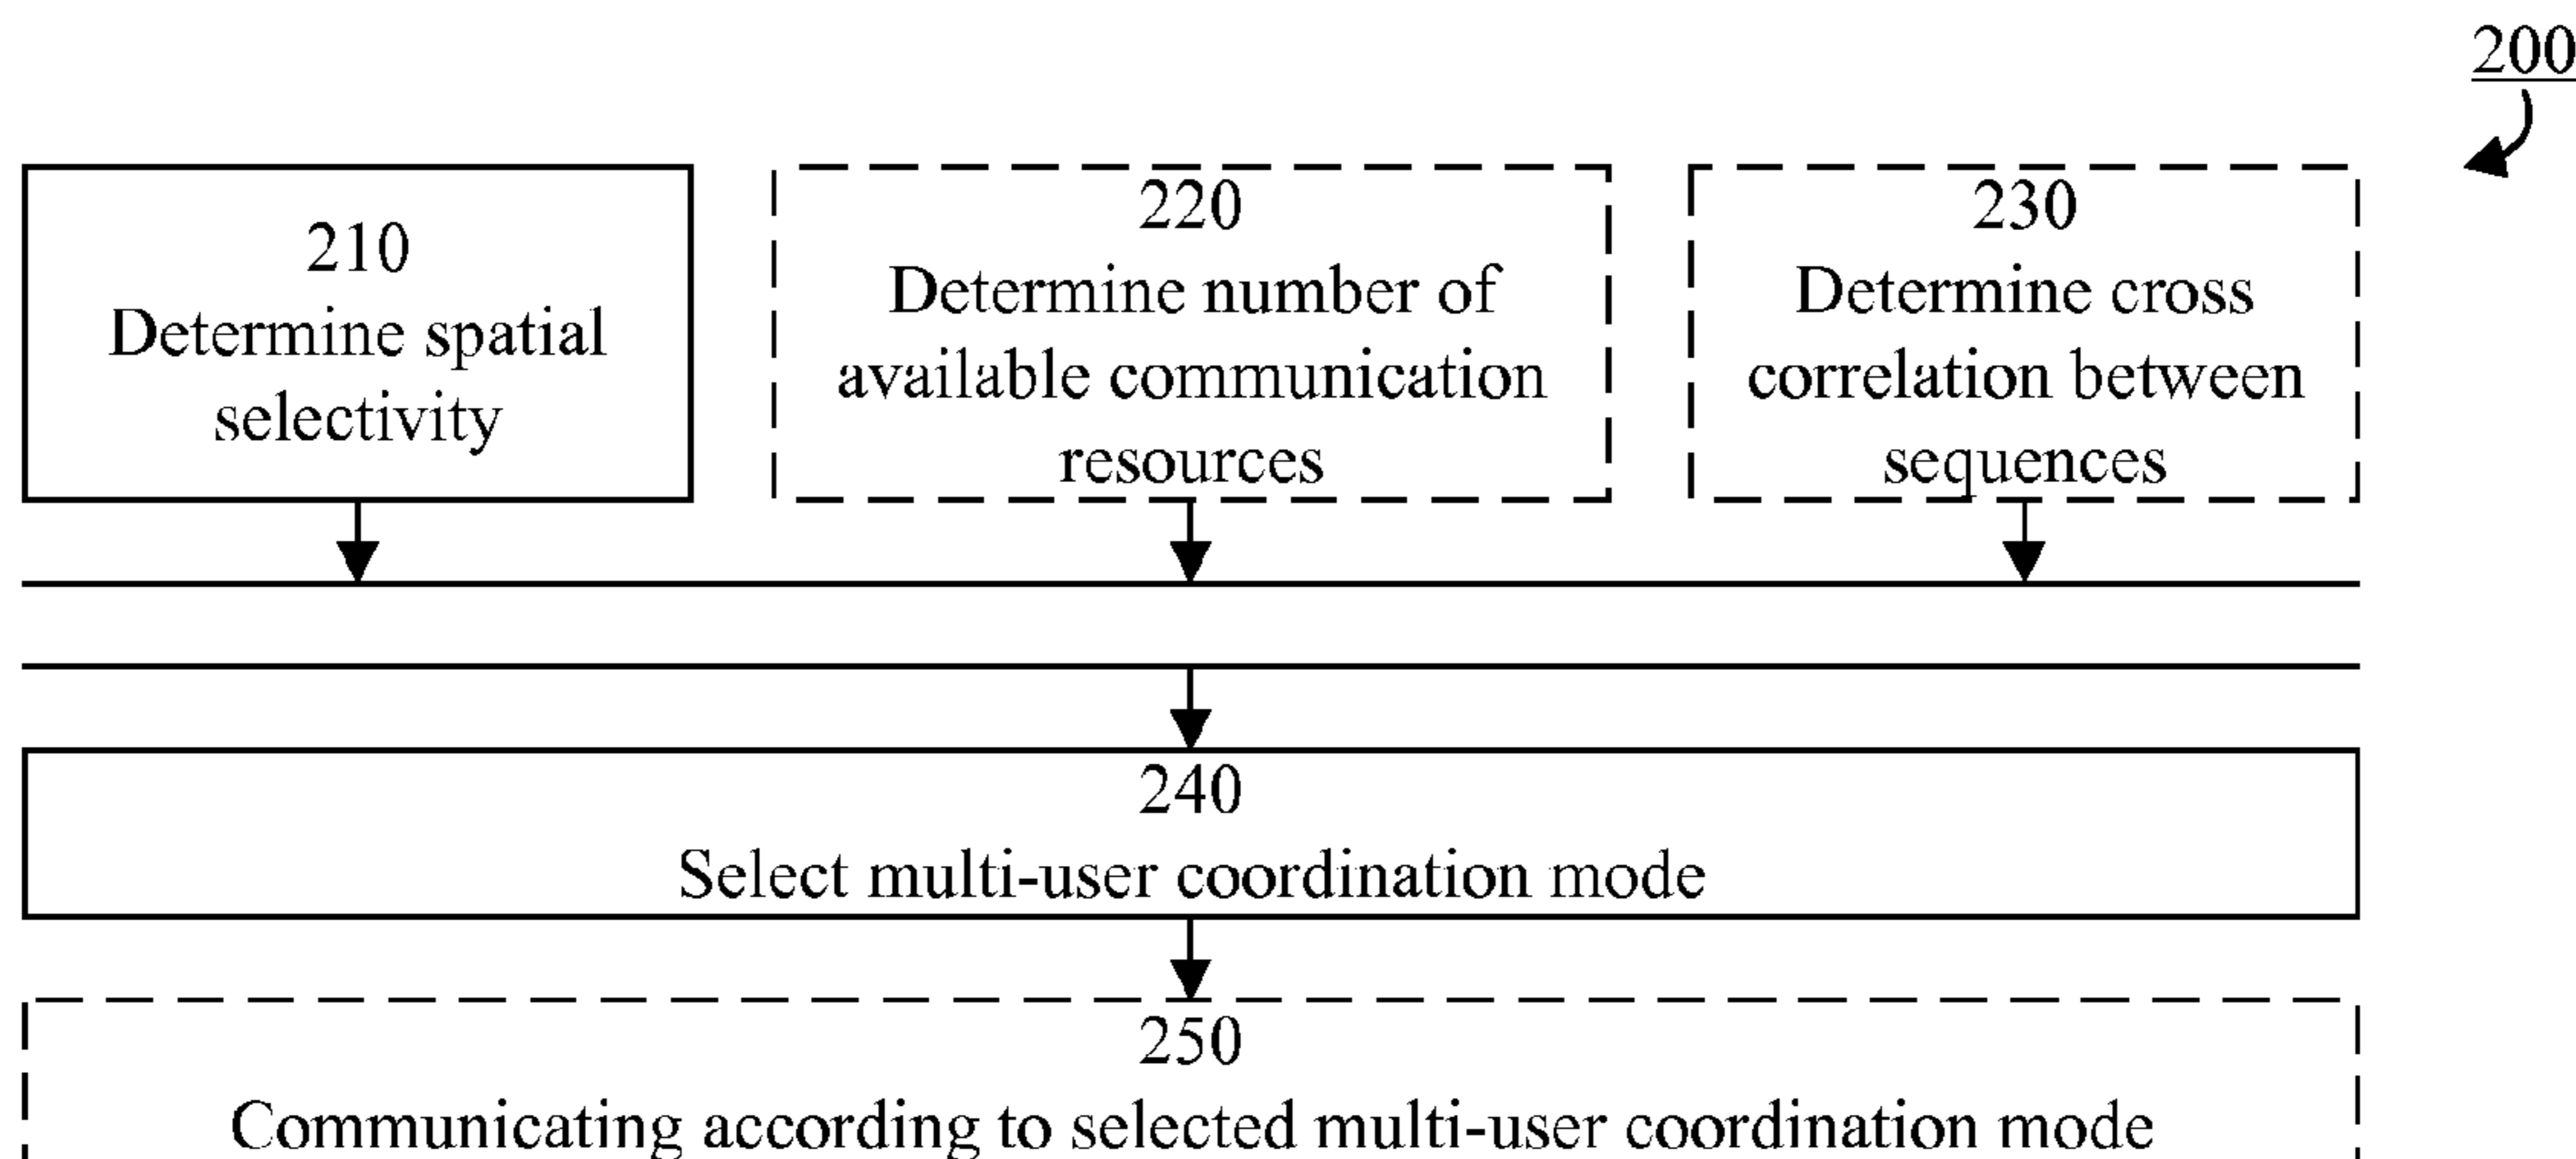 200
210
Determine spatial
selectivity
220
Determine number of
available communication
resources
230
Determine cross
correlation between
sequences
240
Select multi-user coordination mode
250
Communicating according to selected multi-user coordination mode